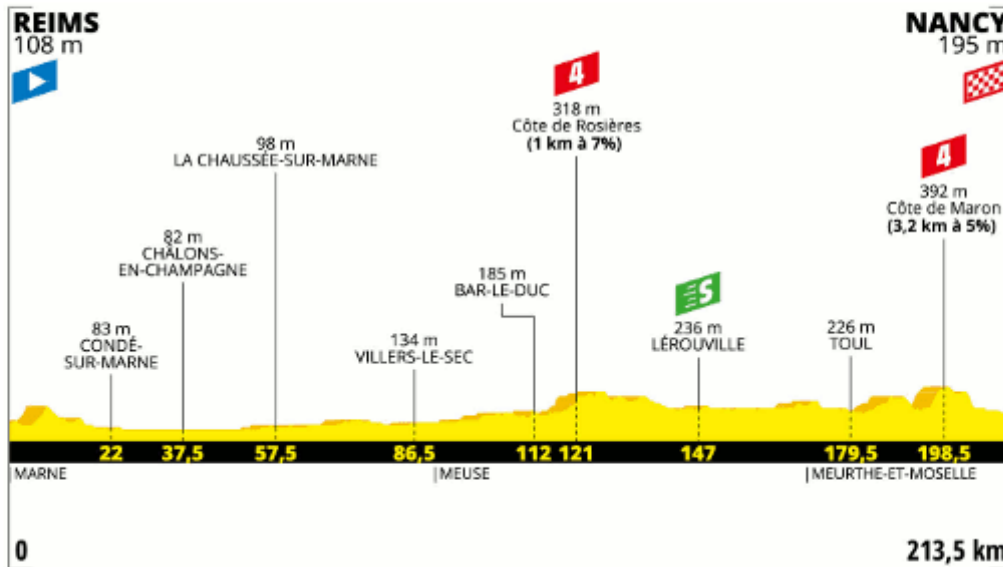 REIMS
108 m
NANCY
195 m
4
318 m
Côte de Rosières
(1 km à 7%)
98 m
LA CHAUSSÉE-SUR-MARNE
4
392 m
Côte de Maron
(3,2 km à 5%)
82 m
CHÂLONS-
EN-CHAMPAGNE
185 m
BAR-LE-DUC
S
83 m
CONDÉ-
SUR-MARNE
134 m
VILLERS-LE-SEC
236 m
LÉROUVILLE
226 m
TOUL
22 37,5 57,5 86,5 112 121 147 179,5 198,5
|MARNE |MEUSE |MEURTHE-ET-MOSELLE
0 213,5 km